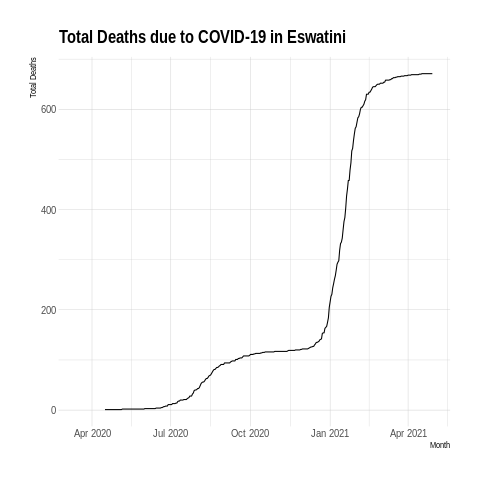 Total Deaths due to COVID-19 in Eswatini
Total Deaths
600
400
200
0
Apr 2020 Jul 2020 Oct 2020 Jan 2021 Apr 2021
Month